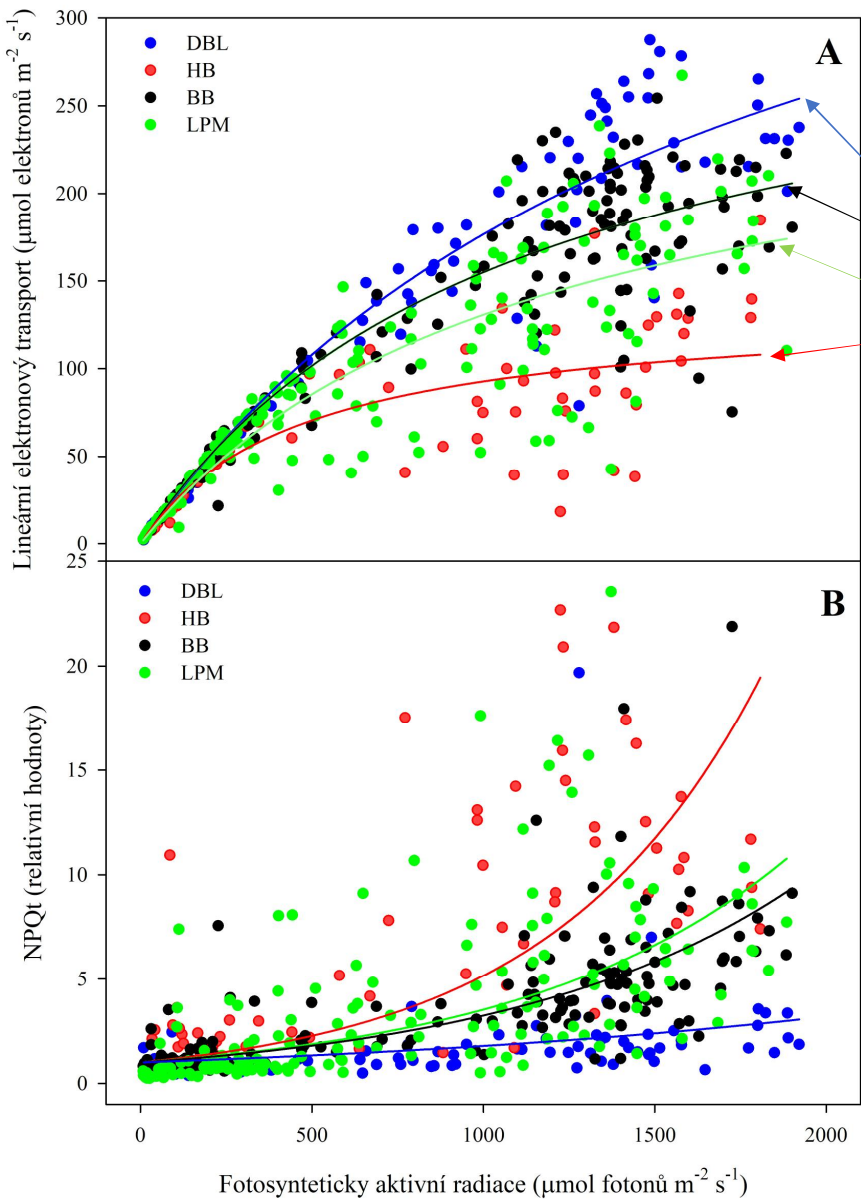 300
250
200
150
100
50
0
Lineární elektronový transport (μmol elektronů m-2 s-1)
DBL
HB
BB
LPM
A
25
20
15
10
5
0
NPQt (relativní hodnoty)
DBL
HB
BB
LPM
B
0 500 1000 1500 2000
Fotosynteticky aktivní radiace (μmol fotonů m-2 s-1)